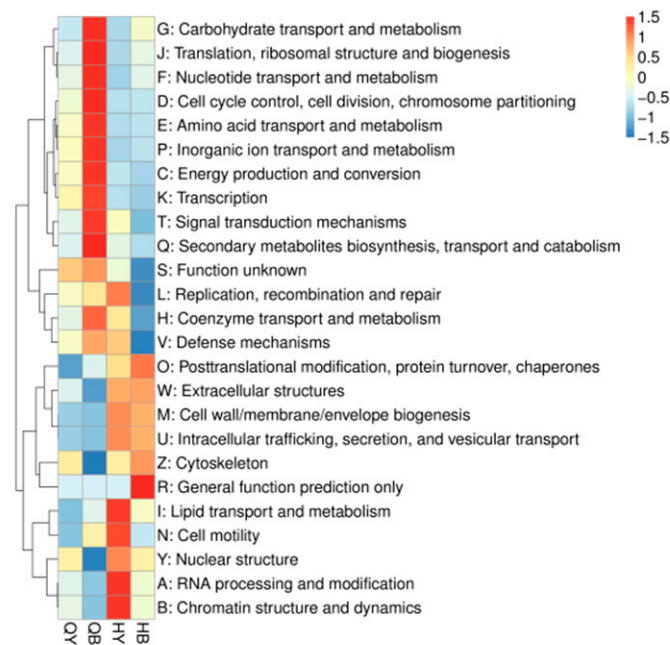 G: Carbohydrate transport and metabolism
J: Translation, ribosomal structure and biogenesis
F: Nucleotide transport and metabolism
D: Cell cycle control, cell division, chromosome partitioning
E: Amino acid transport and metabolism
P: Inorganic ion transport and metabolism
C: Energy production and conversion
K: Transcription
T: Signal transduction mechanisms
Q: Secondary metabolites biosynthesis, transport and catabolism
S: Function unknown
L: Replication, recombination and repair
H: Coenzyme transport and metabolism
V: Defense mechanisms
O: Posttranslational modification, protein turnover, chaperones
W: Extracellular structures
M: Cell wall/membrane/envelope biogenesis
U: Intracellular trafficking, secretion, and vesicular transport
Z: Cytoskeleton
R: General function prediction only
I: Lipid transport and metabolism
N: Cell motility
Y: Nuclear structure
A: RNA processing and modification
B: Chromatin structure and dynamics
QY QB HY HB
1.5
1
0.5
0
−0.5
−1
−1.5